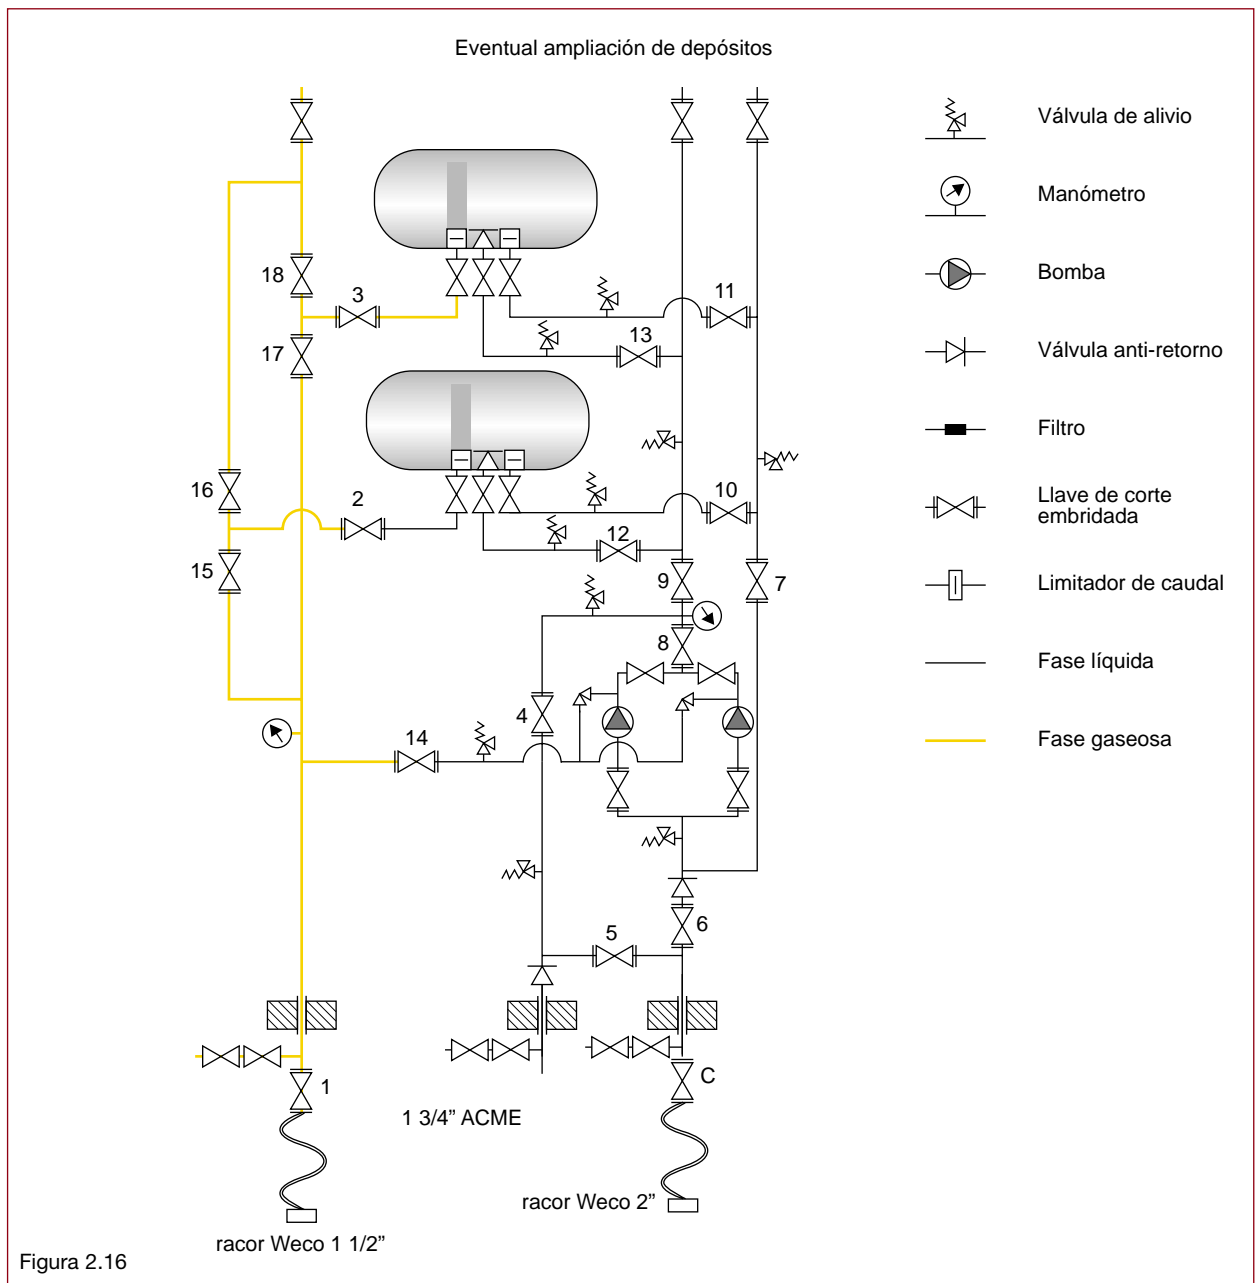 Eventual ampliación de depósitos
Válvula de alivio
Manómetro
Bomba
Válvula anti-retorno
Filtro
Llave de corte
embridada
Limitador de caudal
Fase líquida
Fase gaseosa
18
3
17
11
13
16
2
10
15
12
9
7
8
4
14
6
5
1
C
1 3/4” ACME
racor Weco 2”
racor Weco 1 1/2”
Figura 2.16